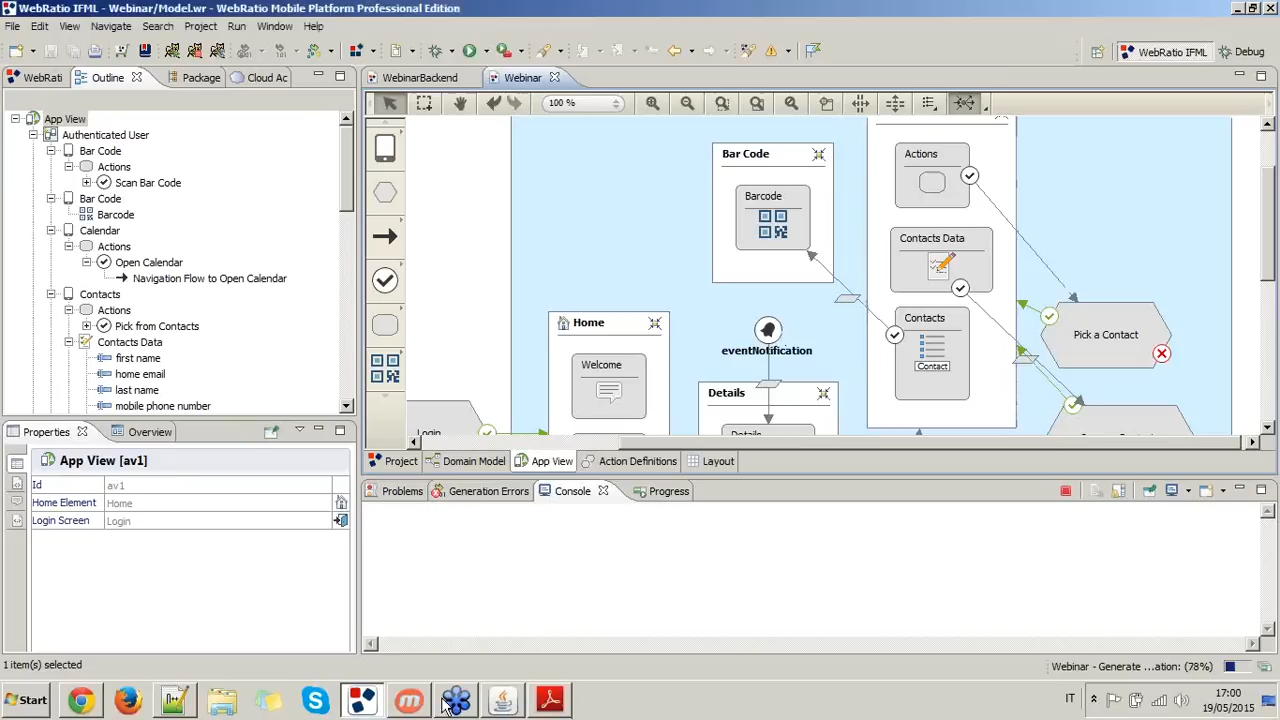 WebRatio IFML - Webinar/Model.wr - WebRatio Mobile Platform Professional Edition
File Edit View Navigate Search Project Run Window Help
WebRatio IFML Debug
WebRati Outline Package Cloud Ac
WebinarBackend Webinar
100 %
App View
Authenticated User
Bar Code
Actions
Scan Bar Code
Bar Code
Barcode
Calendar
Actions
Open Calendar
Navigation Flow to Open Calendar
Contacts
Actions
Pick from Contacts
Contacts Data
first name
home email
last name
mobile phone number
Bar Code
Barcode
Actions
Contacts Data
Contacts
Contact
Pick a Contact
Home
Welcome
eventNotification
Details
Details
Login
Project Domain Model App View Action Definitions Layout
Properties Overview
App View [av1]
Id av1
Home Element Home
Login Screen Login
Problems Generation Errors Console Progress
1 item(s) selected
Webinar - Generate ...ation: (78%)
Start
IT
17:00
19/05/2015